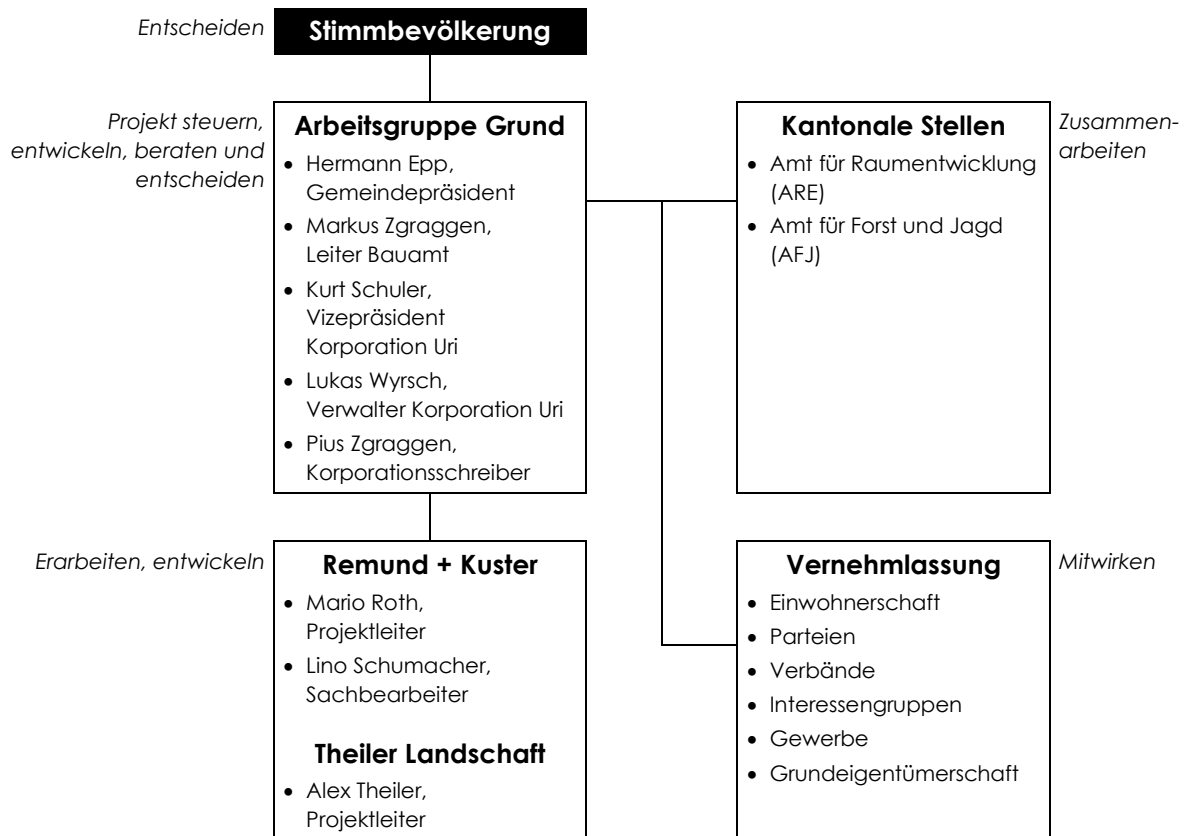 Entscheiden
Stimmbevölkerung
Projekt steuern,
entwickeln, beraten und
entscheiden
Arbeitsgruppe Grund
• Hermann Epp,
Gemeindepräsident
• Markus Zgraggen,
Leiter Bauamt
• Kurt Schuler,
Vizepräsident
Korporation Uri
• Lukas Wyrsch,
Verwalter Korporation Uri
• Pius Zgraggen,
Korporationsschreiber
Kantonale Stellen
• Amt für Raumentwicklung
(ARE)
• Amt für Forst und Jagd
(AFJ)
Zusammen-
arbeiten
Erarbeiten, entwickeln
Remund + Kuster
• Mario Roth,
Projektleiter
• Lino Schumacher,
Sachbearbeiter
Theiler Landschaft
• Alex Theiler,
Projektleiter
Vernehmlassung
• Einwohnerschaft
• Parteien
• Verbände
• Interessengruppen
• Gewerbe
• Grundeigentümerschaft
Mitwirken